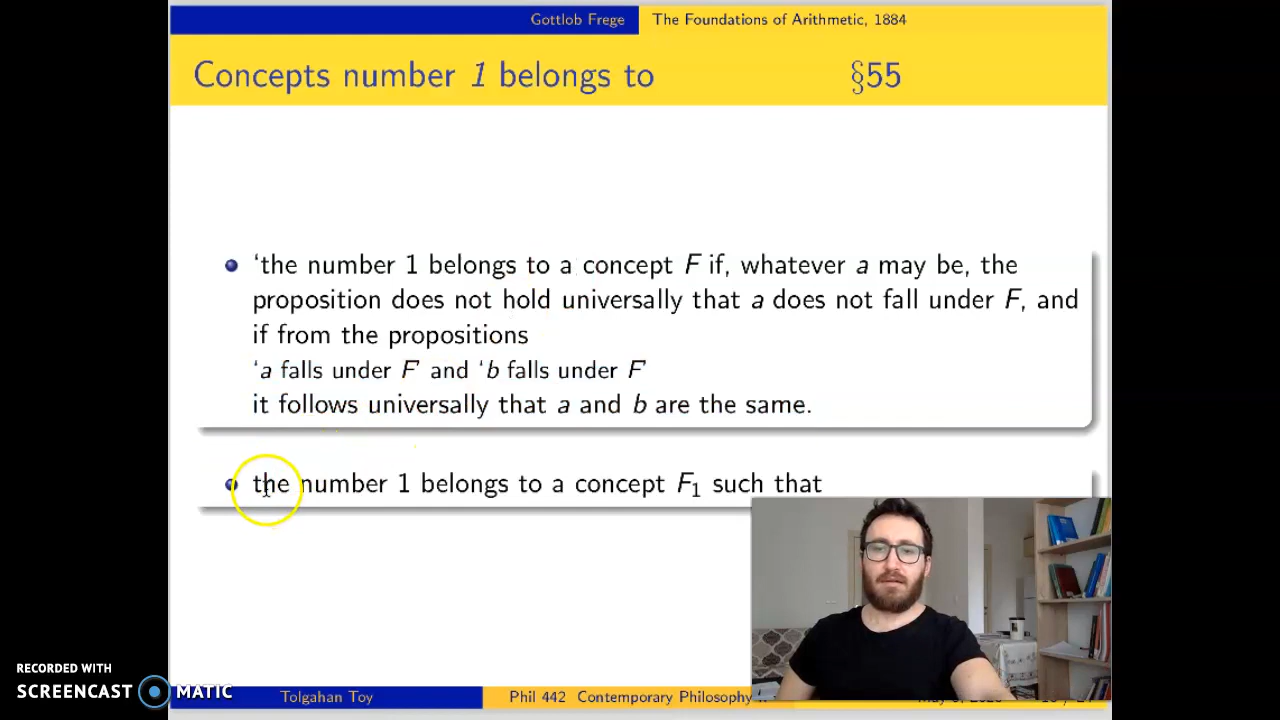 Gottlob Frege The Foundations of Arithmetic, 1884
Concepts number 1 belongs to §55
‘the number 1 belongs to a concept F if, whatever a may be, the
proposition does not hold universally that a does not fall under F, and
if from the propositions
‘a falls under F’ and ‘b falls under F’
it follows universally that a and b are the same.
the number 1 belongs to a concept F₁ such that
RECORDED WITH
SCREENCAST MATIC
Tolgahan Toy Phil 442 Contemporary Philosophy